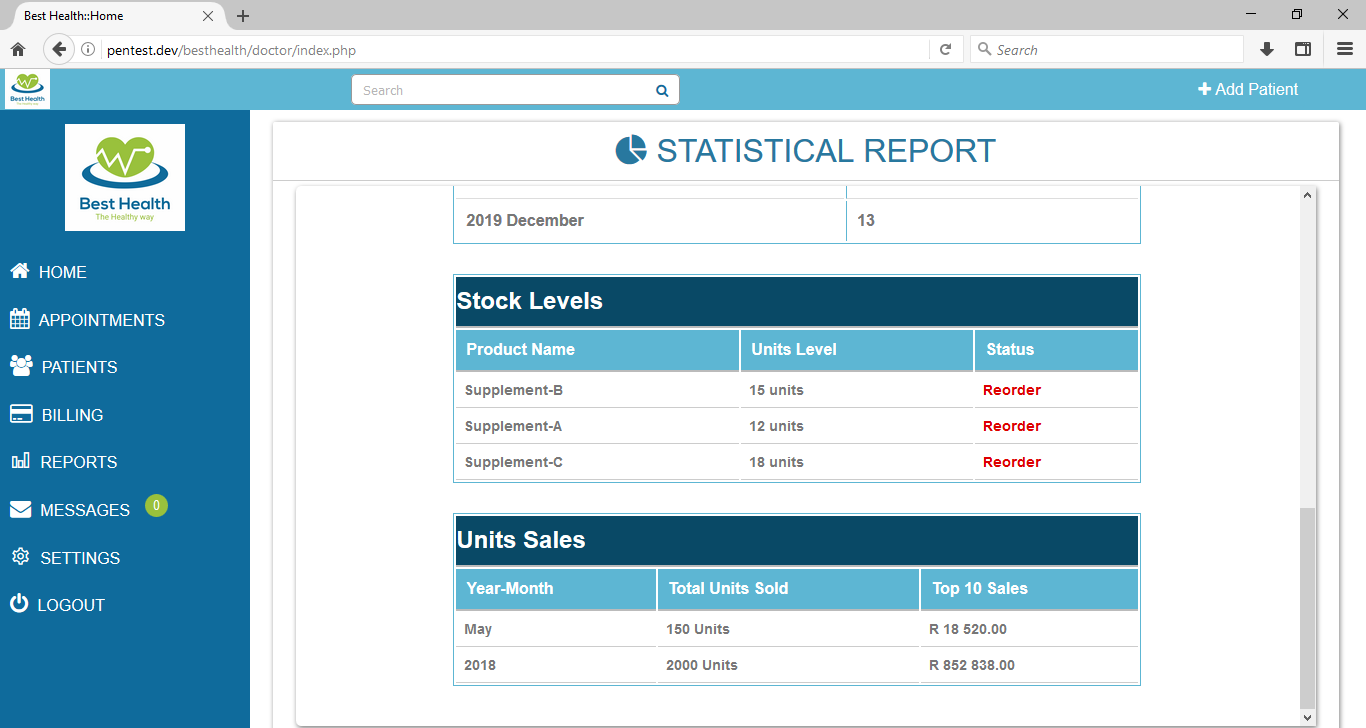 Best Health::Home
pentest.dev/besthealth/doctor/index.php
Search
Best Health
Search
Add Patient
Best Health
The Healthy way
HOME
APPOINTMENTS
PATIENTS
BILLING
REPORTS
MESSAGES 0
SETTINGS
LOGOUT
STATISTICAL REPORT
2019 December 13
Stock Levels
Product Name Units Level Status
Supplement-B 15 units Reorder
Supplement-A 12 units Reorder
Supplement-C 18 units Reorder
Units Sales
Year-Month Total Units Sold Top 10 Sales
May 150 Units R 18 520.00
2018 2000 Units R 852 838.00